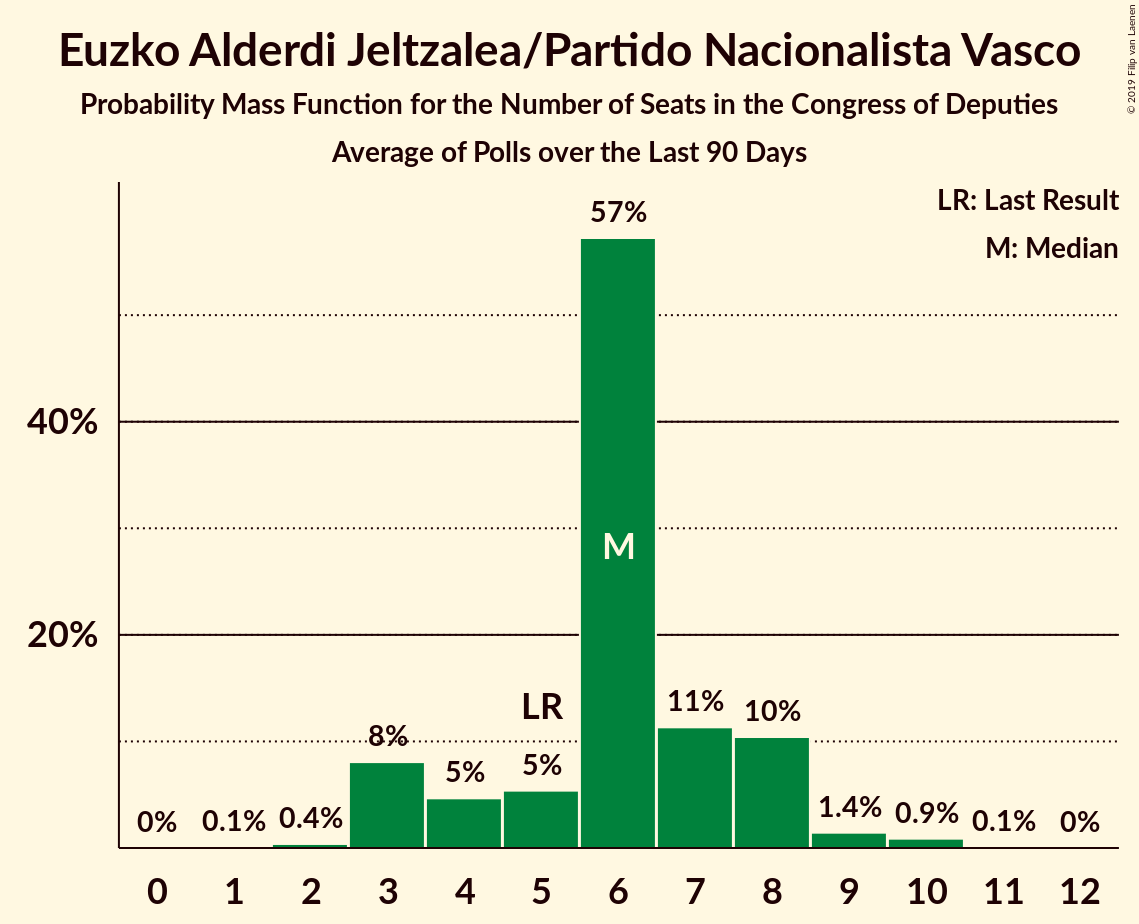 Euzko Alderdi Jeltzalea/Partido Nacionalista Vasco
Probability Mass Function for the Number of Seats in the Congress of Deputies
Average of Polls over the Last 90 Days
© 2019 Filip van Laenen
LR: Last Result
M: Median
57%
40%
M
20%
LR
11%
10%
8%
5%
5%
0%
0.1%
0.4%
1.4%
0.9%
0.1%
0%
0 1 2 3 4 5 6 7 8 9 10 11 12